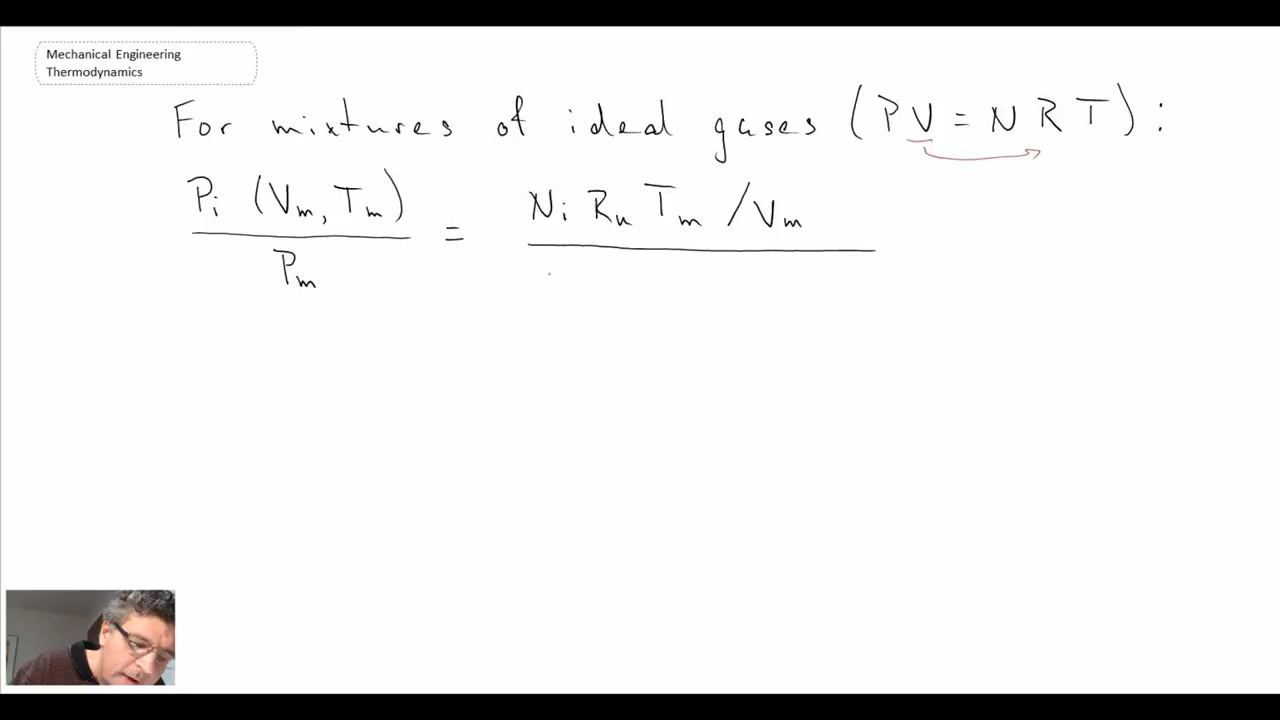 Mechanical Engineering
Thermodynamics
For mixtures of ideal gases (PV = NRT):
Pi (Vm, Tm) / Pm = Ni Ru Tm / Vm